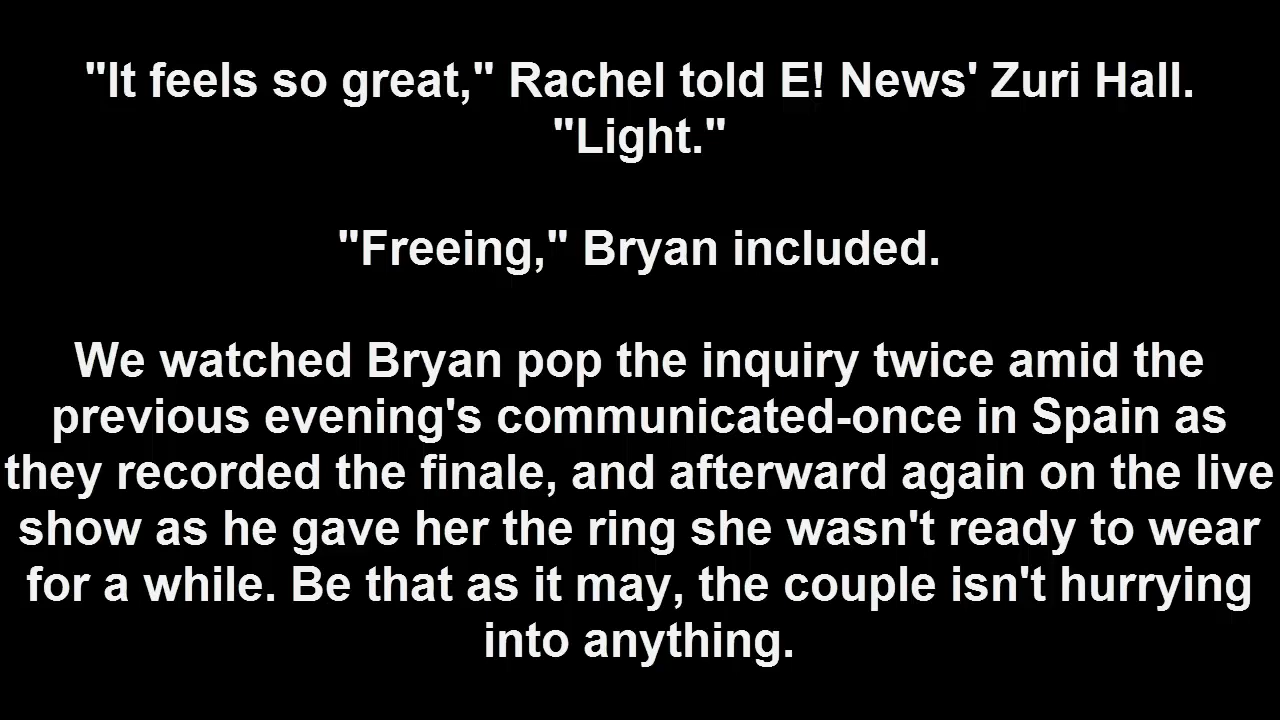 "It feels so great," Rachel told E! News' Zuri Hall.
"Light."
"Freeing," Bryan included.
We watched Bryan pop the inquiry twice amid the
previous evening's communicated-once in Spain as
they recorded the finale, and afterward again on the live
show as he gave her the ring she wasn't ready to wear
for a while. Be that as it may, the couple isn't hurrying
into anything.